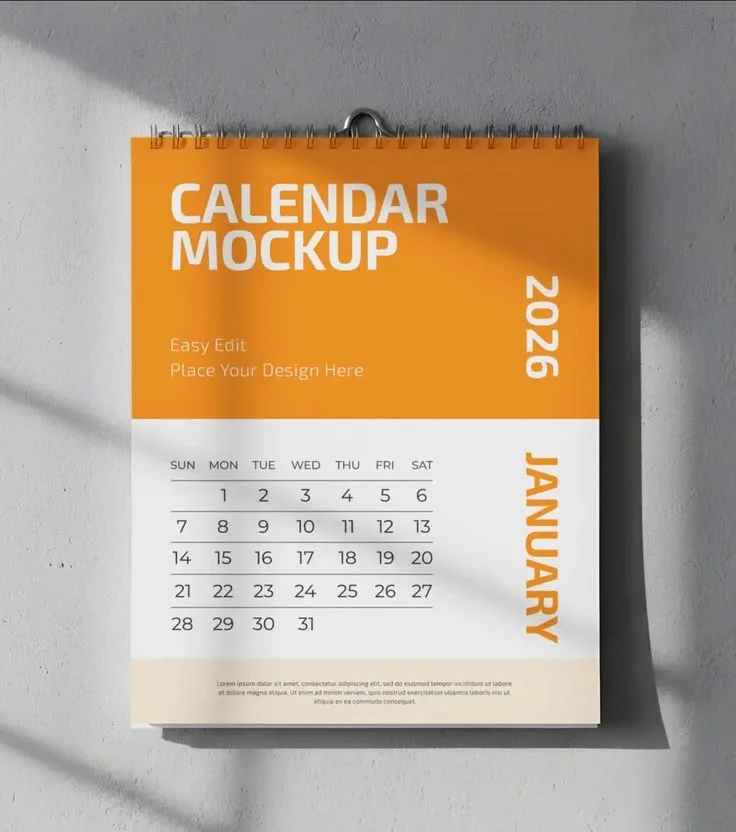 CALENDAR
MOCKUP
Easy Edit
Place Your Design Here
2026
JANUARY
SUN MON TUE WED THU FRI SAT
1 2 3 4 5 6
7 8 9 10 11 12 13
14 15 16 17 18 19 20
21 22 23 24 25 26 27
28 29 30 31
Lorem ipsum dolor sit amet, consectetur adipiscing elit, sed do eiusmod tempor incididunt ut labore
et dolore magna aliqua. Ut enim ad minim veniam, quis nostrud exercitation ullamco laboris nisi ut
aliquip ex ea commodo consequat.